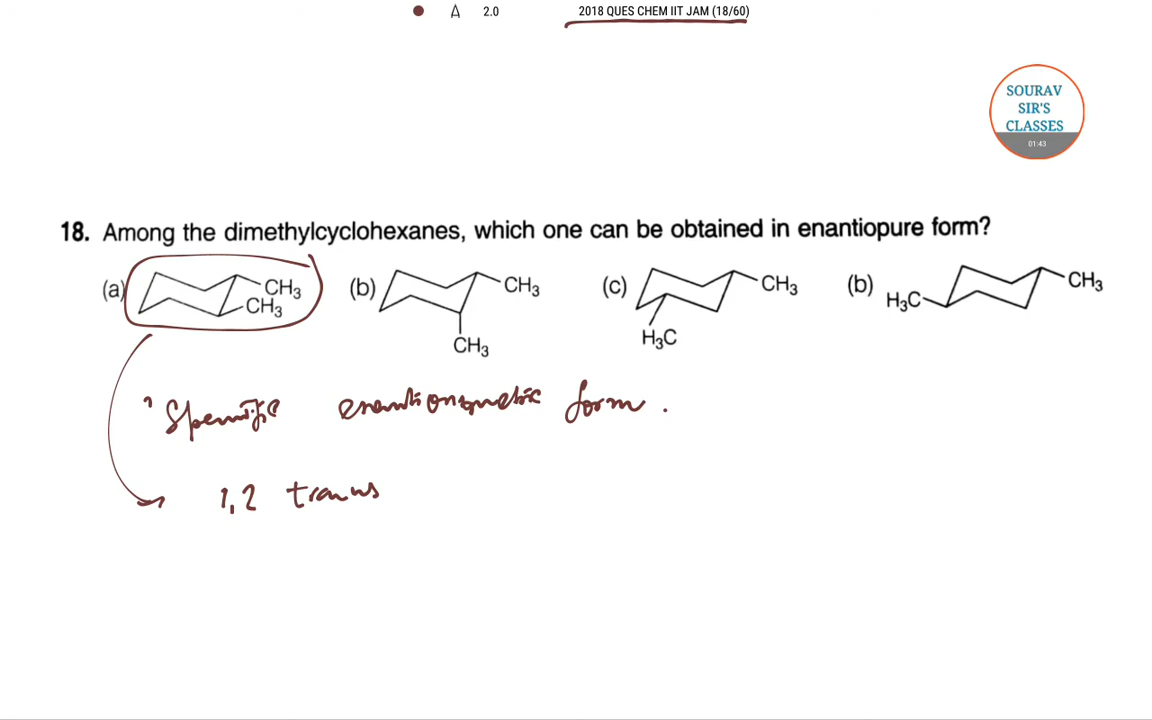 2.0
2018 QUES CHEM IIT JAM (18/60)
SOURAV
SIR'S
CLASSES
01:43
18. Among the dimethylcyclohexanes, which one can be obtained in enantiopure form?
(a) CH3 CH3 (b) CH3 CH3 (c) CH3 H3C (b) H3C CH3
form.
1,2 trans